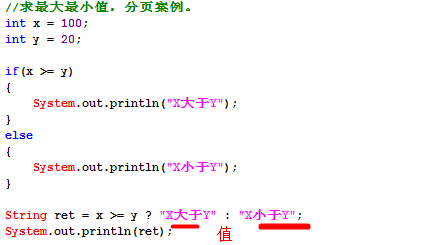 //求最大最小值。分页案例。
int x = 100;
int y = 20;
if(x >= y)
{
System.out.println("X大于Y");
}
else
{
System.out.println("X小于Y");
}
String ret = x >= y ? "X大于Y" : "X小于Y";
System.out.println(ret);
值